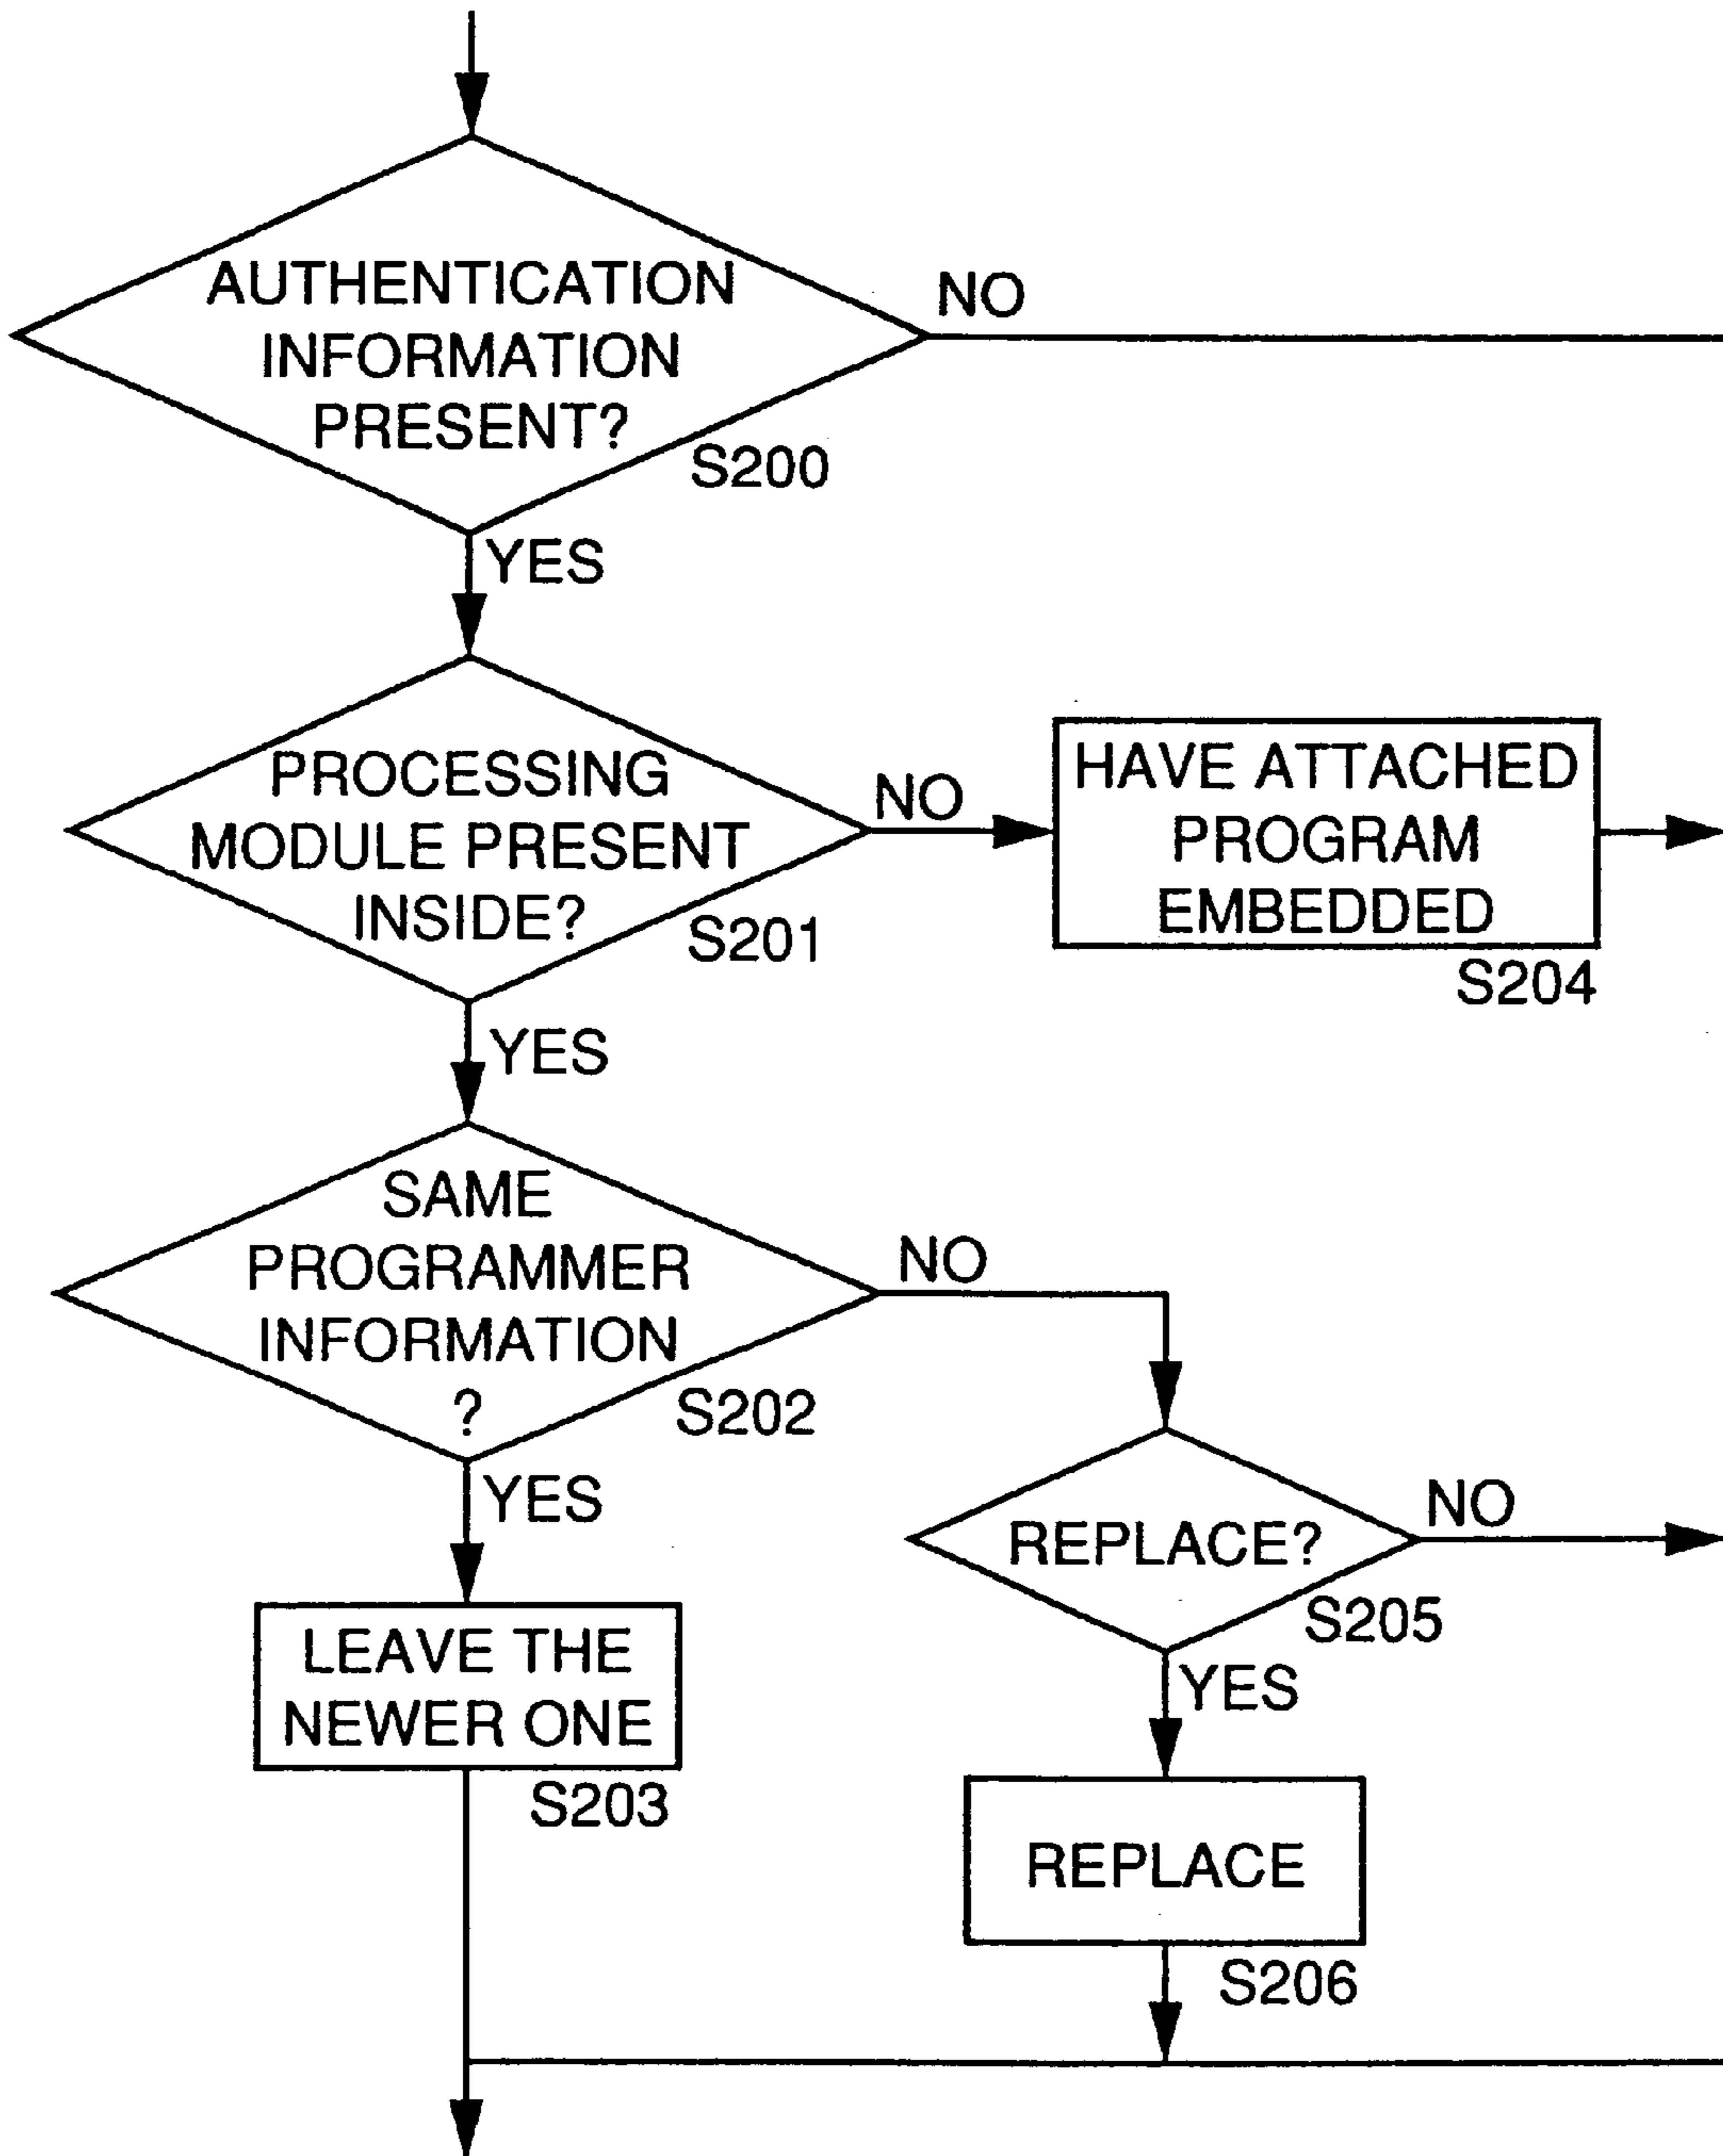 AUTHENTICATION
INFORMATION
PRESENT?
NO
S200
YES
PROCESSING
MODULE PRESENT
INSIDE?
NO
S201
HAVE ATTACHED
PROGRAM
EMBEDDED
S204
YES
SAME
PROGRAMMER
INFORMATION
?
NO
S202
YES
REPLACE?
NO
S205
LEAVE THE
NEWER ONE
S203
YES
REPLACE
S206